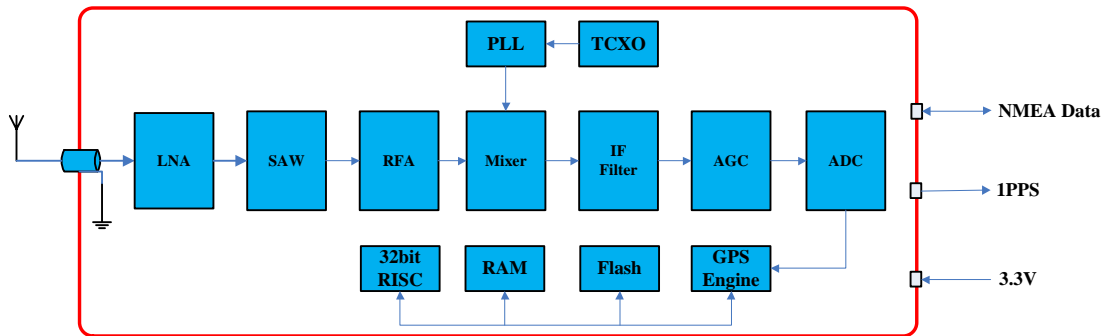 PLL
TCXO
NMEA Data
LNA
SAW
RFA
Mixer
IF
Filter
AGC
ADC
1PPS
32bit
RISC
RAM
Flash
GPS
Engine
3.3V